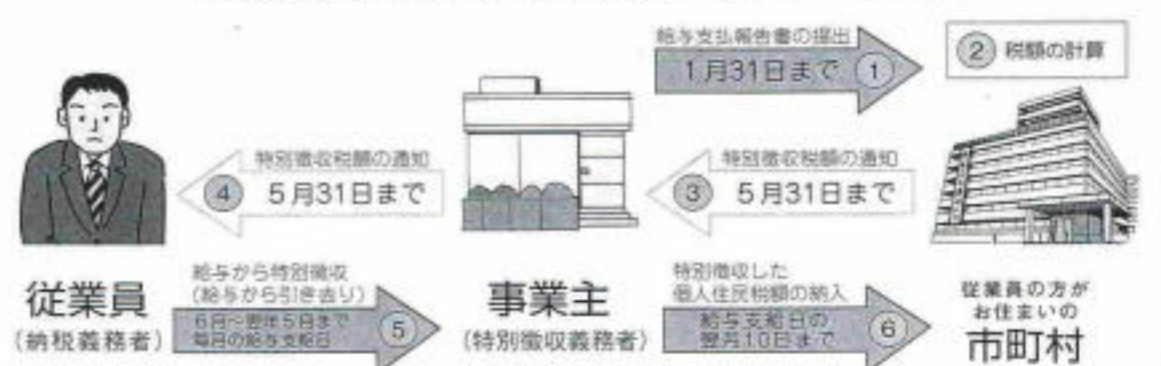 給与支払報告書の提出
1月31日まで ①
② 税額の計算
特別徴収税額の通知
④ 5月31日まで
特別徴収税額の通知
③ 5月31日まで
給与から特別徴収
(給与から引き去り)
6月〜翌年5月まで
毎月の給与支給日
⑤
特別徴収した
個人住民税額の納入
給与支給日の
翌月10日まで
⑥
従業員
(納税義務者)
事業主
(特別徴収義務者)
従業員の方が
お住まいの
市町村